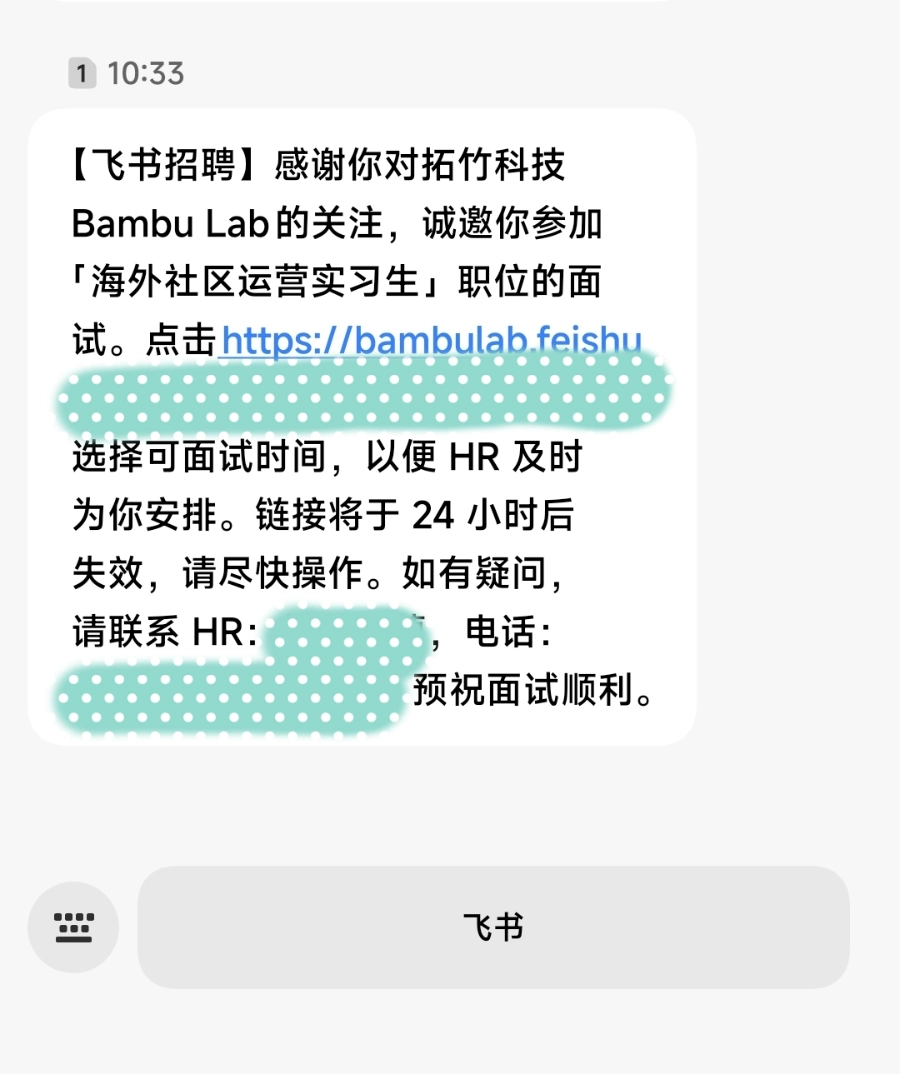 1 10:33
【飞书招聘】感谢你对拓竹科技
Bambu Lab的关注，诚邀你参加
「海外社区运营实习生」职位的面
试。点击https://bambulab.feishu
选择可面试时间，以便 HR 及时
为你安排。链接将于 24 小时后
失效，请尽快操作。如有疑问，
请联系 HR: ，电话：
预祝面试顺利。
飞书